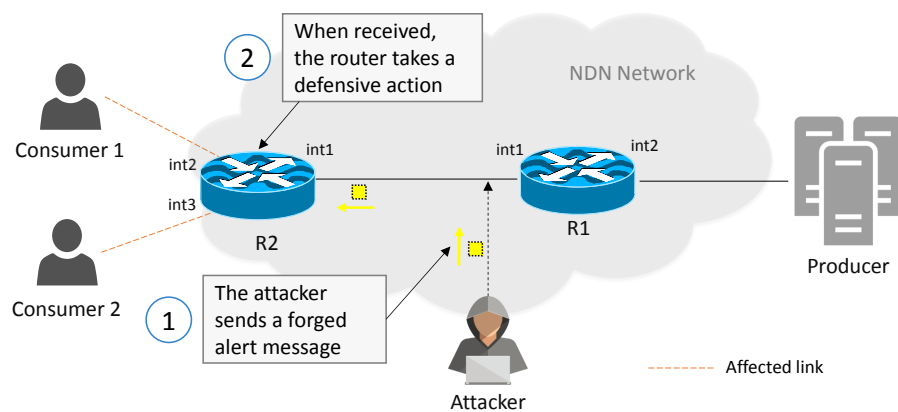 2
When received,
the router takes a
defensive action
NDN Network
Consumer 1
int2
int1
int1
int2
int3
R2
R1
Producer
Consumer 2
1
The attacker
sends a forged
alert message
Attacker
Affected link